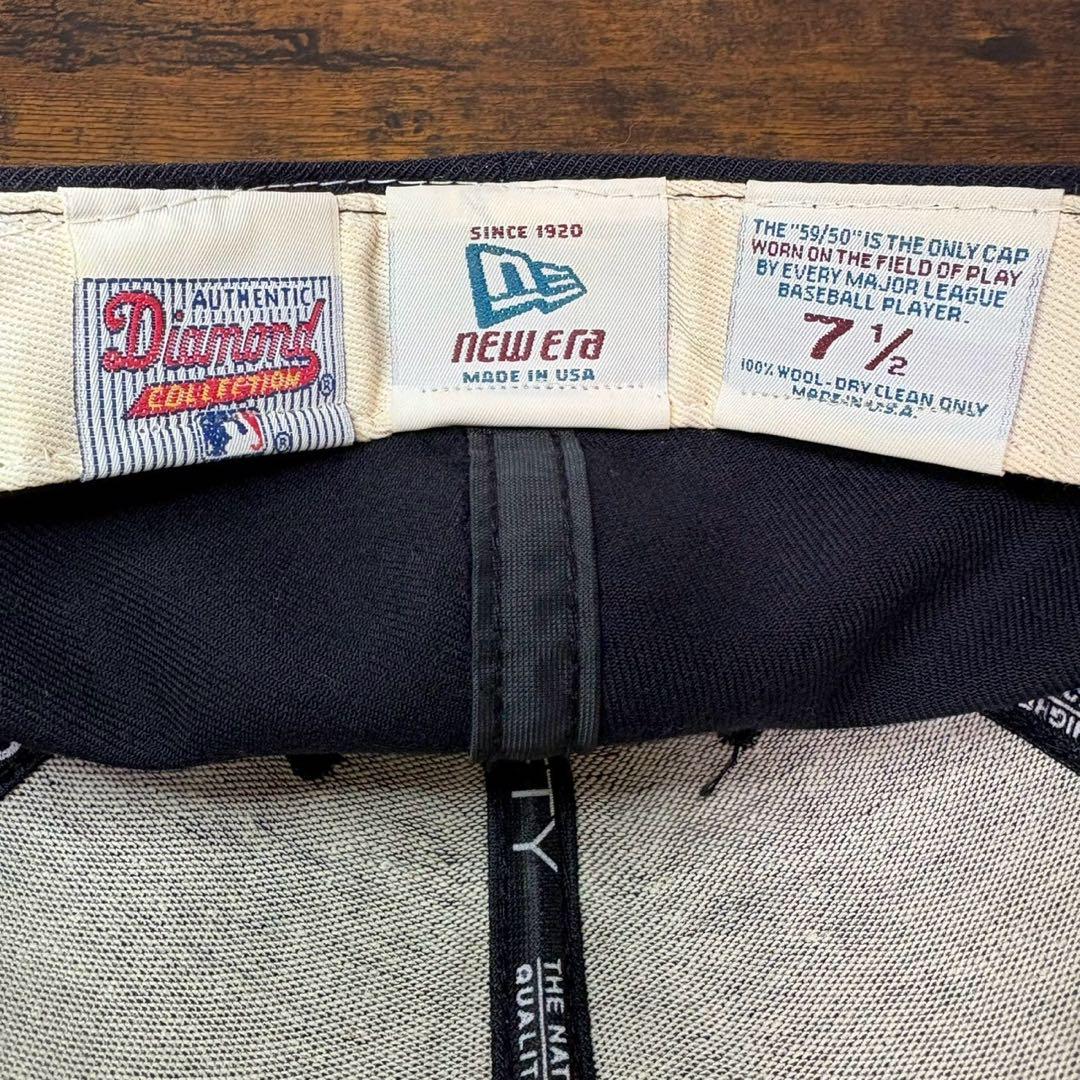 AUTHENTIC
Diamond
COLLECTION ®
®
SINCE 1920
new era
MADE IN USA
THE "59/50" IS THE ONLY CAP
WORN ON THE FIELD OF PLAY
BY EVERY MAJOR LEAGUE
BASEBALL PLAYER.
7 1/2
100% WOOL-DRY CLEAN ONLY
MADE IN U.S.A.
TY
THE NAT
QUALIT